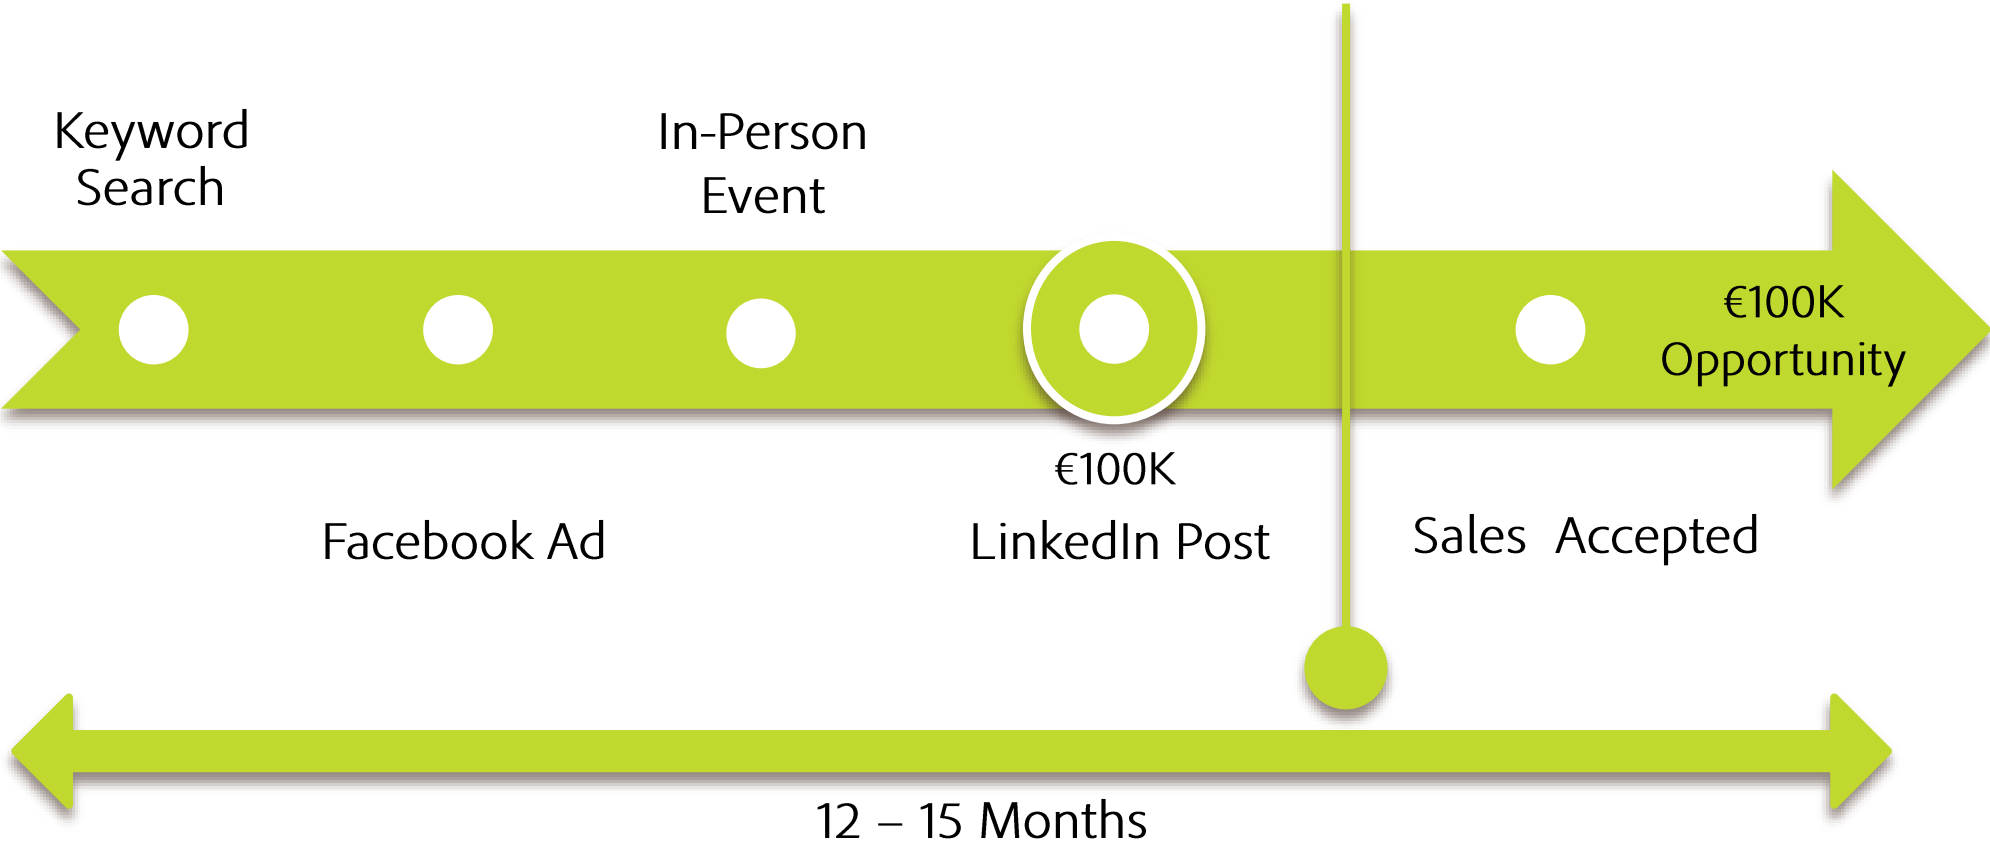 Keyword
Search
In-Person
Event
€100K
Opportunity
€100K
Facebook Ad
LinkedIn Post
Sales Accepted
12 – 15 Months